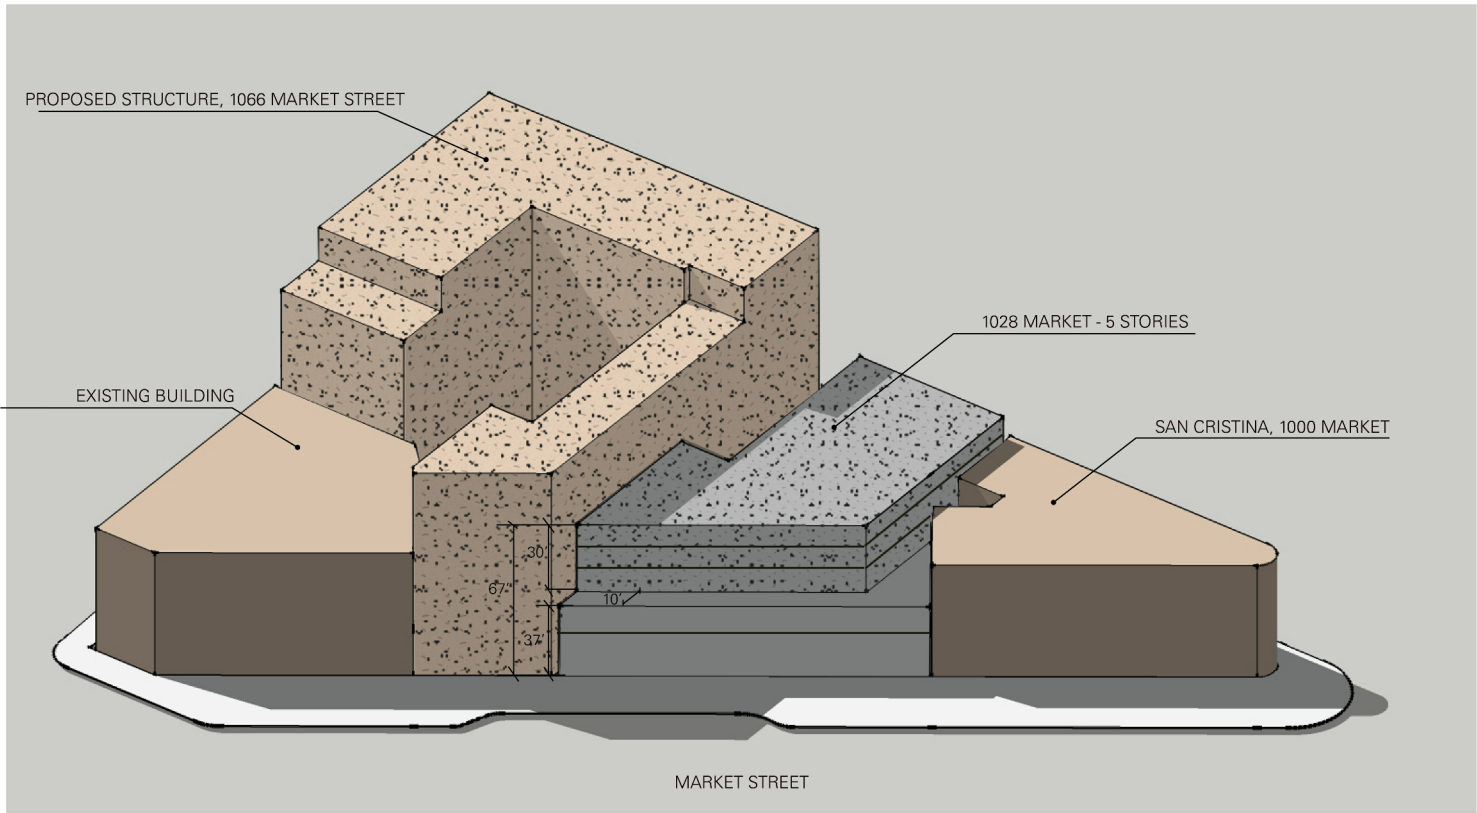 PROPOSED STRUCTURE, 1066 MARKET STREET
1028 MARKET - 5 STORIES
EXISTING BUILDING
SAN CRISTINA, 1000 MARKET
30'
67'
10'
37'
MARKET STREET